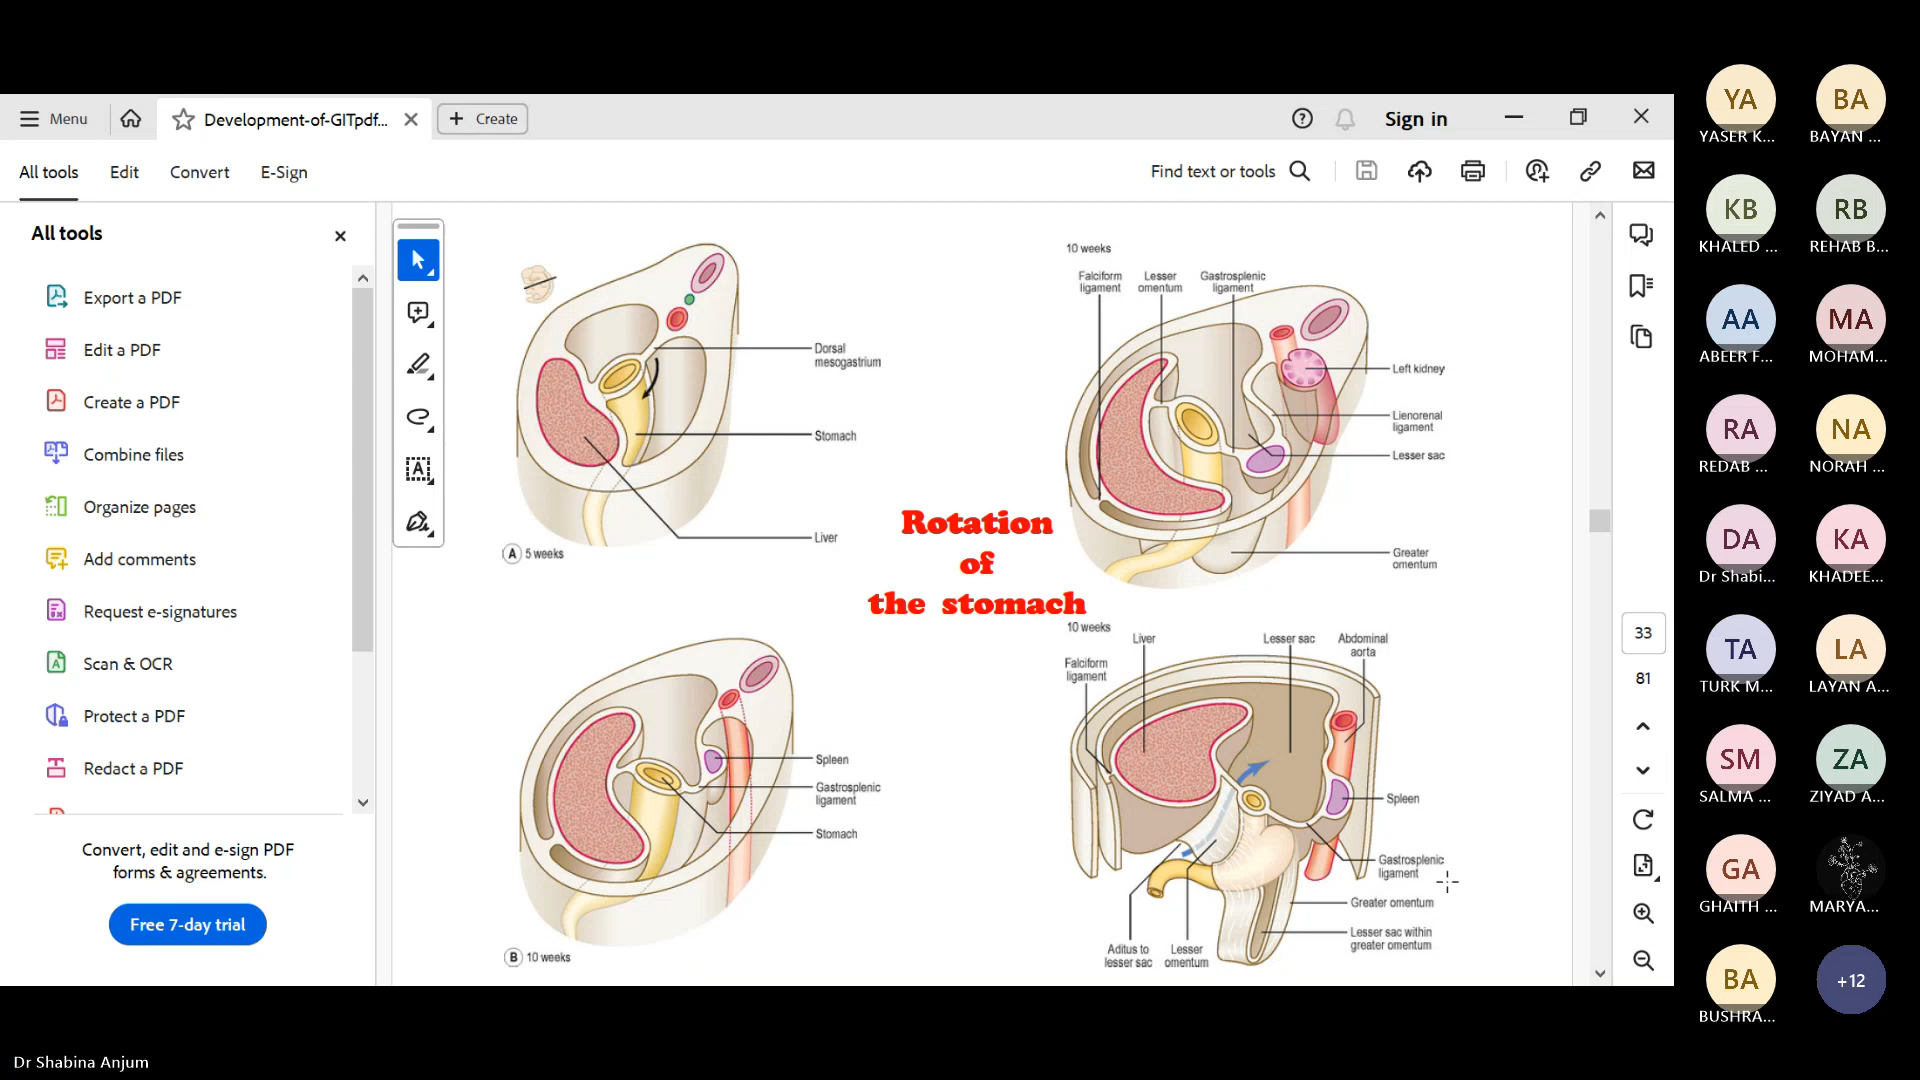 Menu
Development-of-GITpdf...
Create
Sign in
All tools
Edit
Convert
E-Sign
Find text or tools
All tools
Export a PDF
Edit a PDF
Create a PDF
Combine files
Organize pages
Add comments
Request e-signatures
Scan & OCR
Protect a PDF
Redact a PDF
Convert, edit and e-sign PDF
forms & agreements.
Free 7-day trial
Dorsal
mesogastrium
Stomach
Liver
A 5 weeks
10 weeks
Falciform
ligament
Lesser
omentum
Gastrosplenic
ligament
Left kidney
Lienorenal
ligament
Lesser sac
Greater
omentum
Rotation
of
the stomach
Spleen
Gastrosplenic
ligament
Stomach
B 10 weeks
10 weeks
Falciform
ligament
Liver
Lesser sac
Abdominal
aorta
Spleen
Gastrosplenic
ligament
Greater omentum
Lesser sac within
greater omentum
Aditus to
lesser sac
Lesser
omentum
33
81
YA
YASER K...
BA
BAYAN ...
KB
KHALED ...
RB
REHAB B...
AA
ABEER F...
MA
MOHAM...
RA
REDAB ...
NA
NORAH ...
DA
Dr Shabi...
KA
KHADEE...
TA
TURK M...
LA
LAYAN A...
SM
SALMA ...
ZA
ZIYAD A...
GA
GHAITH ...
MARYA...
BA
BUSHRA...
+12
Dr Shabina Anjum